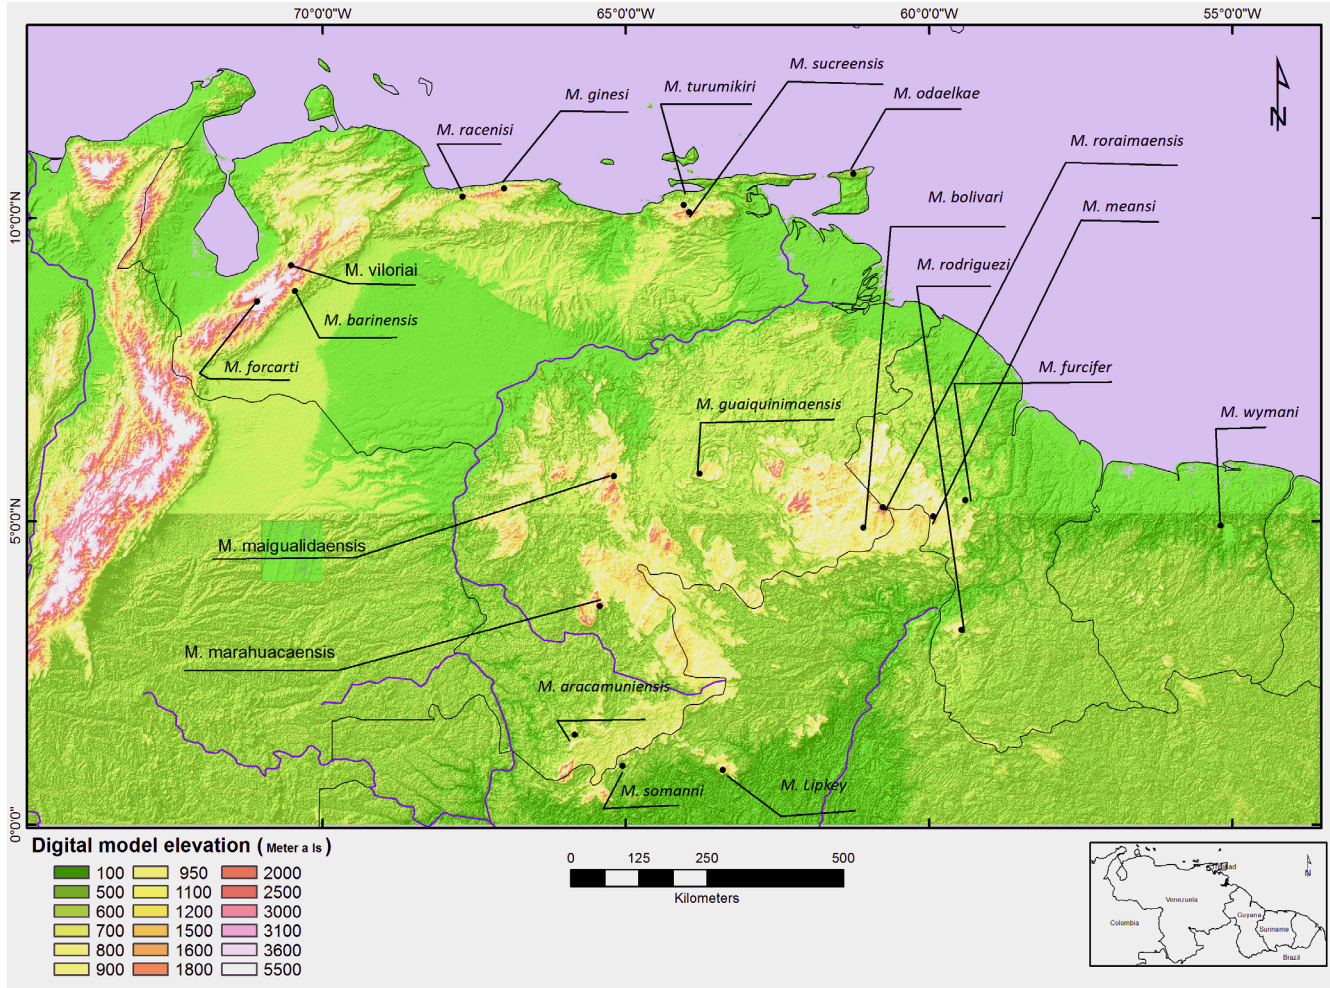 70°0'0"W 65°0'0"W 60°0'0"W 55°0'0"W
M. sucreensis
M. turumikiri
M. odaelkae
M. ginesi
M. racenisi
N
M. roraimaensis
M. bolivari
M. meansi
10°0'0"N
M. rodriguezi
M. viloriai
M. barinensis
M. forcarti
M. furcifer
M. guaiquinimaensis
M. wymani
5°0'0"N
M. maigualidaensis
M. marahuacaensis
M. aracamuniensis
M. somanni
M. Lipkey
0°0'0"
Digital model elevation ( Meter a ls )
100 950 2000
500 1100 2500
600 1200 3000
700 1500 3100
800 1600 3600
900 1800 5500
0 125 250 500
Kilometers
N
Venezuela
Guyana
Colombia
Suriname
Brazil